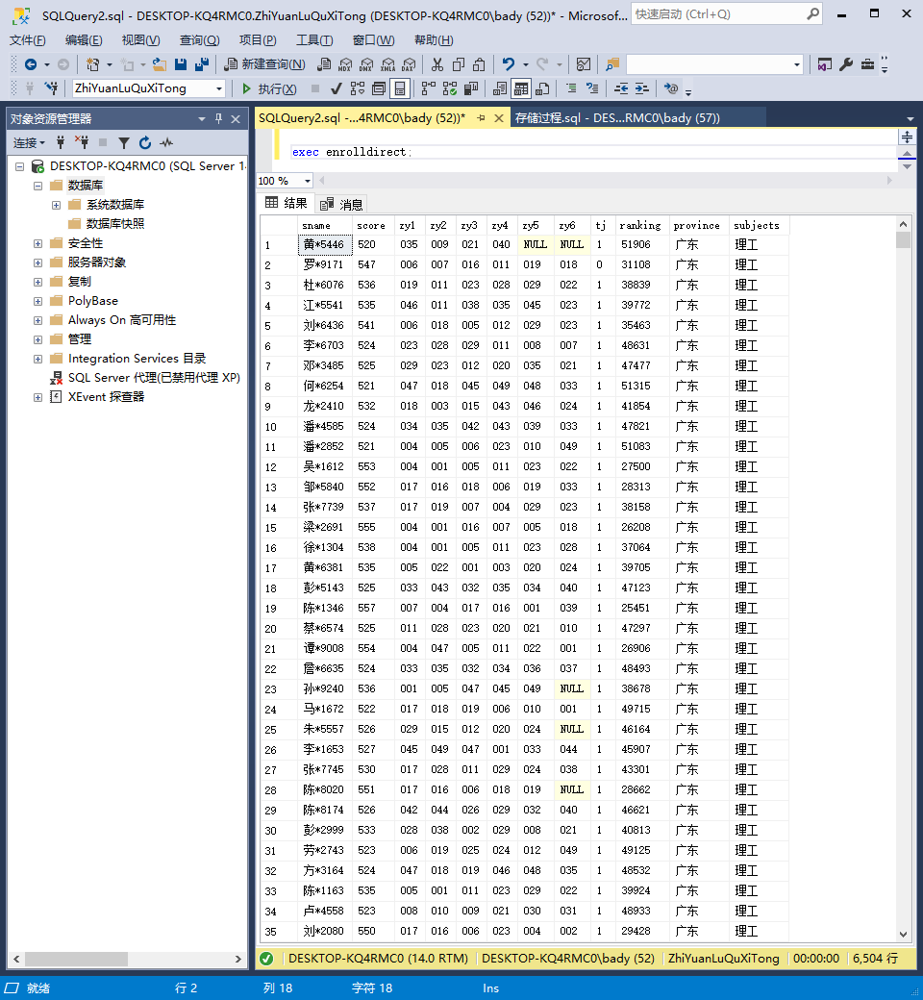 SQLQuery2.sql - DESKTOP-KQ4RMC0.ZhiYuanLuQuXiTong (DESKTOP-KQ4RMC0\bady (52))* - Microsof...
快速启动 (Ctrl+Q)
文件(F) 编辑(E) 视图(V) 查询(Q) 项目(P) 工具(T) 窗口(W) 帮助(H)
新建查询(N) MDX DMX XMLA DAX
ZhiYuanLuQuXiTong 执行(X)
对象资源管理器
连接
DESKTOP-KQ4RMC0 (SQL Server 14
数据库
系统数据库
数据库快照
安全性
服务器对象
复制
PolyBase
Always On 高可用性
管理
Integration Services 目录
SQL Server 代理(已禁用代理 XP)
XEvent 探查器
SQLQuery2.sql -...4RMC0\bady (52))* 存储过程.sql - DES...RMC0\bady (57))
exec enrolldirect;
100 %
结果 消息
sname score zy1 zy2 zy3 zy4 zy5 zy6 tj ranking province subjects
1 黄*5446 520 035 009 021 040 NULL NULL 1 51906 广东 理工
2 罗*9171 547 006 007 016 011 019 018 0 31108 广东 理工
3 杜*6076 536 019 011 023 028 029 022 1 38839 广东 理工
4 江*5541 535 046 011 038 035 045 023 1 39772 广东 理工
5 刘*6436 541 006 018 005 012 029 023 1 35463 广东 理工
6 李*6703 524 023 028 029 011 008 007 1 48631 广东 理工
7 邓*3485 525 029 023 012 020 035 021 1 47477 广东 理工
8 何*6254 521 047 018 045 049 048 033 1 51315 广东 理工
9 龙*2410 532 018 003 015 043 046 024 1 41854 广东 理工
10 潘*4585 524 034 035 042 043 039 033 1 47821 广东 理工
11 潘*2852 521 004 005 006 023 010 049 1 51083 广东 理工
12 吴*1612 553 004 001 005 011 023 022 1 27500 广东 理工
13 邹*5840 552 017 016 018 006 019 033 1 28313 广东 理工
14 张*7739 537 017 019 007 004 029 023 1 38158 广东 理工
15 梁*2691 555 004 001 016 007 005 018 1 26208 广东 理工
16 徐*1304 538 004 001 005 011 023 028 1 37064 广东 理工
17 黄*6381 535 005 022 001 003 020 024 1 39705 广东 理工
18 彭*5143 525 033 043 032 035 034 040 1 47123 广东 理工
19 陈*1346 557 007 004 017 016 001 039 1 25451 广东 理工
20 蔡*6574 525 011 028 023 020 021 010 1 47297 广东 理工
21 谭*9008 554 004 047 005 011 022 001 1 26906 广东 理工
22 詹*6635 524 033 035 032 034 036 037 1 48493 广东 理工
23 孙*9240 536 001 005 047 045 049 NULL 1 38678 广东 理工
24 马*1672 522 017 018 019 006 010 001 1 49715 广东 理工
25 朱*5557 526 029 015 012 020 024 NULL 1 46164 广东 理工
26 李*1653 527 045 049 047 001 033 044 1 45907 广东 理工
27 张*7745 530 017 028 011 029 024 038 1 43301 广东 理工
28 陈*8020 551 017 016 006 018 019 NULL 1 28662 广东 理工
29 陈*8174 526 042 044 026 029 032 040 1 46621 广东 理工
30 彭*2999 533 028 038 002 029 008 021 1 40813 广东 理工
31 劳*2743 523 006 019 025 024 012 049 1 49125 广东 理工
32 方*3164 524 047 018 019 046 048 035 1 48532 广东 理工
33 陈*1163 535 005 001 011 023 029 022 1 39924 广东 理工
34 卢*4558 523 008 010 009 021 030 031 1 48933 广东 理工
35 刘*2080 550 017 016 006 023 004 002 1 29428 广东 理工
DESKTOP-KQ4RMC0 (14.0 RTM) DESKTOP-KQ4RMC0\bady (52) ZhiYuanLuQuXiTong 00:00:00 6,504 行
就绪 行 2 列 18 字符 18 Ins